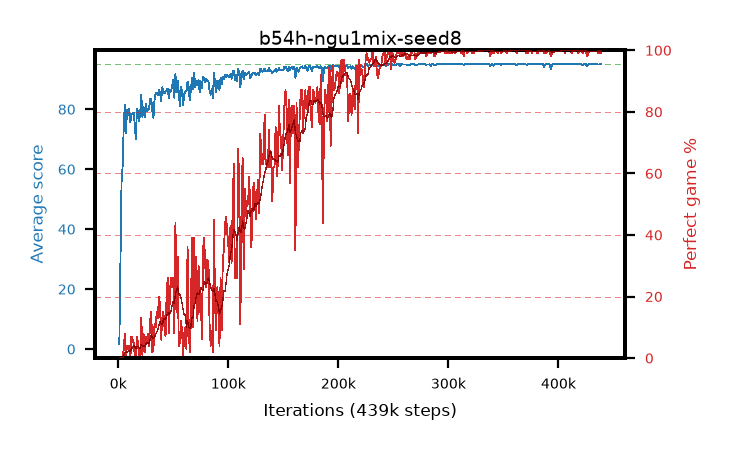 b54h-ngu1mix-seed8
100
80
80
60
60
40
40
20
20
0
0
Average score
Perfect game %
0k 100k 200k 300k 400k
Iterations (439k steps)